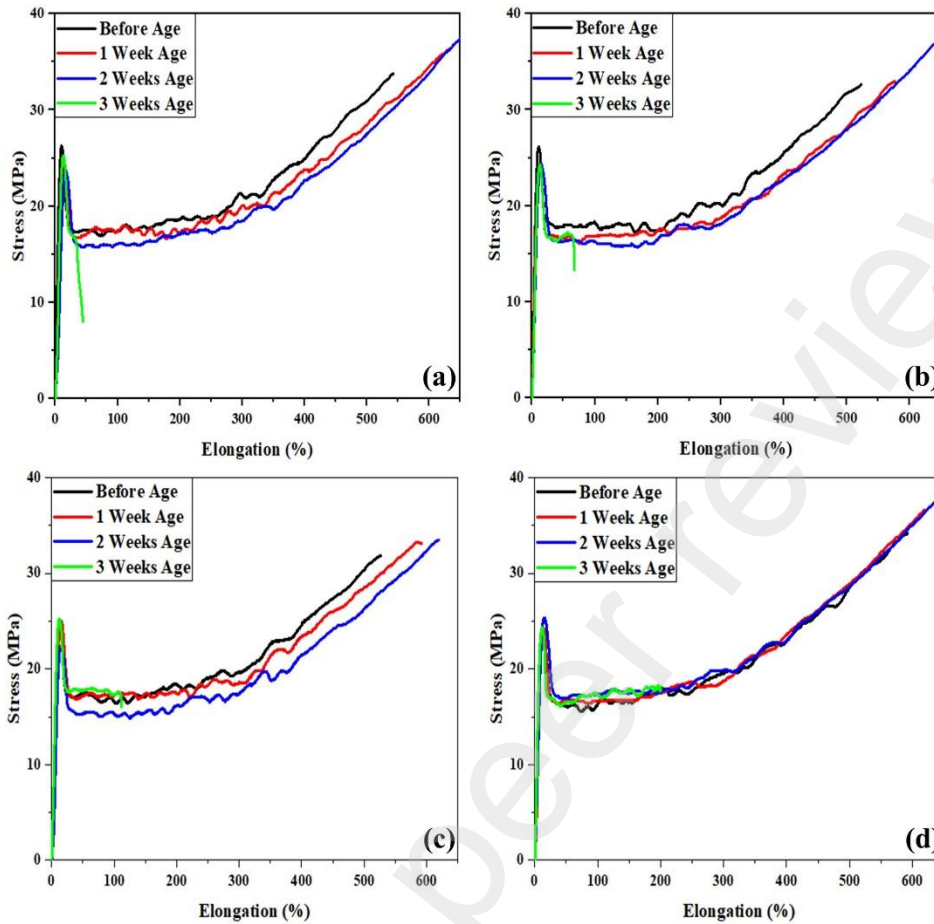 Before Age
1 Week Age
2 Weeks Age
3 Weeks Age
40
30
20
10
0
Stress (MPa)
0 100 200 300 400 500 600
Elongation (%)
(a)
Before Age
1 Week Age
2 Weeks Age
3 Weeks Age
40
30
20
10
0
Stress (MPa)
0 100 200 300 400 500 600
Elongation (%)
(b)
Before Age
1 Week Age
2 Weeks Age
3 Weeks Age
40
30
20
10
0
Stress (MPa)
0 100 200 300 400 500 600
Elongation (%)
(c)
Before Age
1 Week Age
2 Weeks Age
3 Weeks Age
40
30
20
10
0
Stress (MPa)
0 100 200 300 400 500 600
Elongation (%)
(d)
peer review